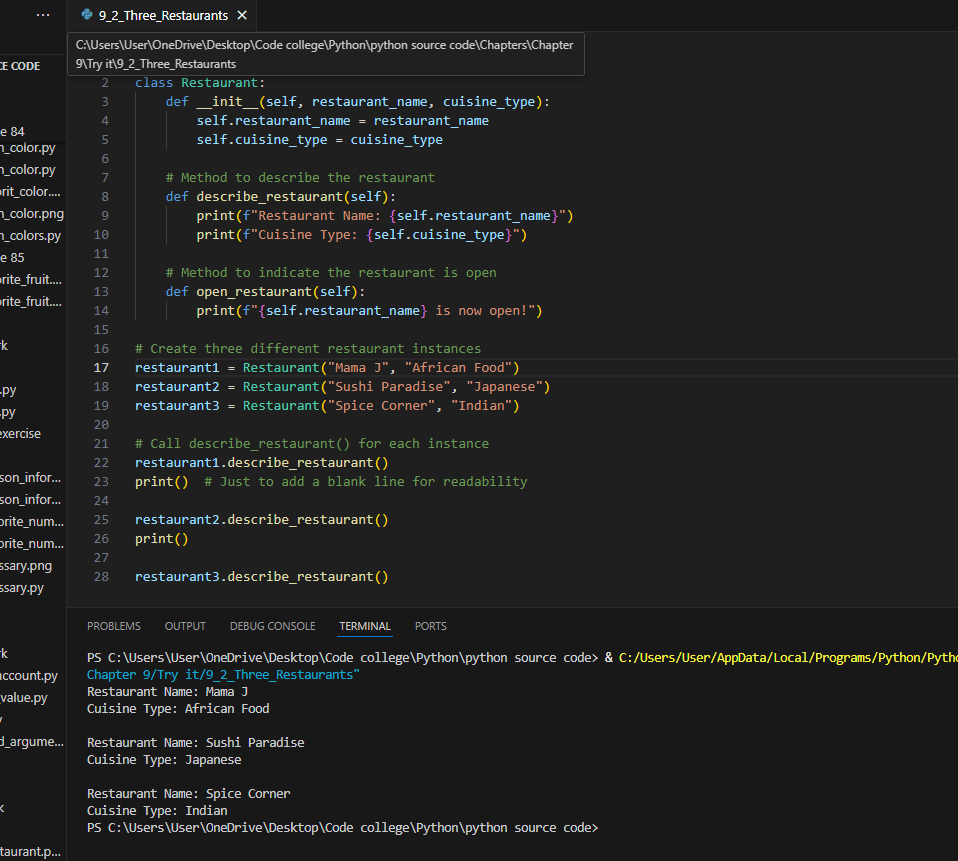 ...
9_2_Three_Restaurants
C:\Users\User\OneDrive\Desktop\Code college\Python\python source code\Chapters\Chapter
9\Try it\9_2_Three_Restaurants
CE CODE
e 84
n_color.py
n_color.py
orit_color....
n_color.png
n_colors.py
e 85
orite_fruit....
orite_fruit....
rk
.py
.py
exercise
son_infor...
son_infor...
orite_num...
orite_num...
ssary.png
ssary.py
rk
account.py
value.py
d_argume...
taurant.p...
2 class Restaurant:
3     def __init__(self, restaurant_name, cuisine_type):
4         self.restaurant_name = restaurant_name
5         self.cuisine_type = cuisine_type
6
7     # Method to describe the restaurant
8     def describe_restaurant(self):
9         print(f"Restaurant Name: {self.restaurant_name}")
10         print(f"Cuisine Type: {self.cuisine_type}")
11
12     # Method to indicate the restaurant is open
13     def open_restaurant(self):
14         print(f"{self.restaurant_name} is now open!")
15
16 # Create three different restaurant instances
17 restaurant1 = Restaurant("Mama J", "African Food")
18 restaurant2 = Restaurant("Sushi Paradise", "Japanese")
19 restaurant3 = Restaurant("Spice Corner", "Indian")
20
21 # Call describe_restaurant() for each instance
22 restaurant1.describe_restaurant()
23 print()  # Just to add a blank line for readability
24
25 restaurant2.describe_restaurant()
26 print()
27
28 restaurant3.describe_restaurant()
PROBLEMS OUTPUT DEBUG CONSOLE TERMINAL PORTS
PS C:\Users\User\OneDrive\Desktop\Code college\Python\python source code> & C:/Users/User/AppData/Local/Programs/Python/Pytho
Chapter 9/Try it/9_2_Three_Restaurants"
Restaurant Name: Mama J
Cuisine Type: African Food

Restaurant Name: Sushi Paradise
Cuisine Type: Japanese

Restaurant Name: Spice Corner
Cuisine Type: Indian
PS C:\Users\User\OneDrive\Desktop\Code college\Python\python source code>